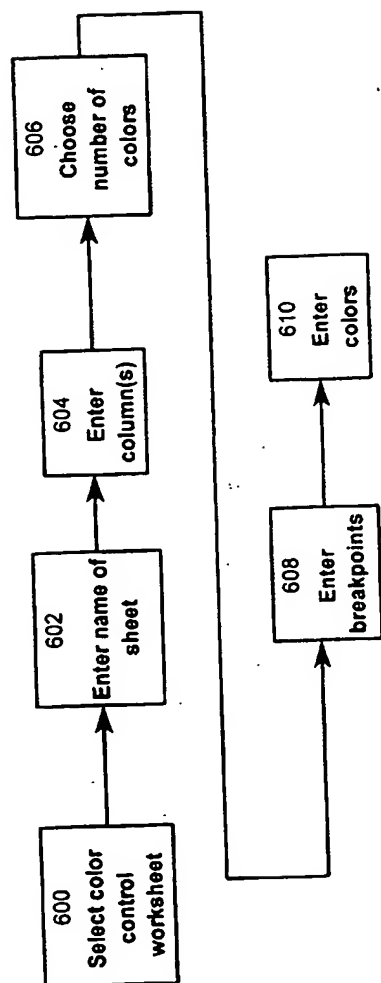 600
Select color
control
worksheet
602
Enter name of
sheet
604
Enter
column(s)
606
Choose
number of
colors
608
Enter
breakpoints
610
Enter
colors